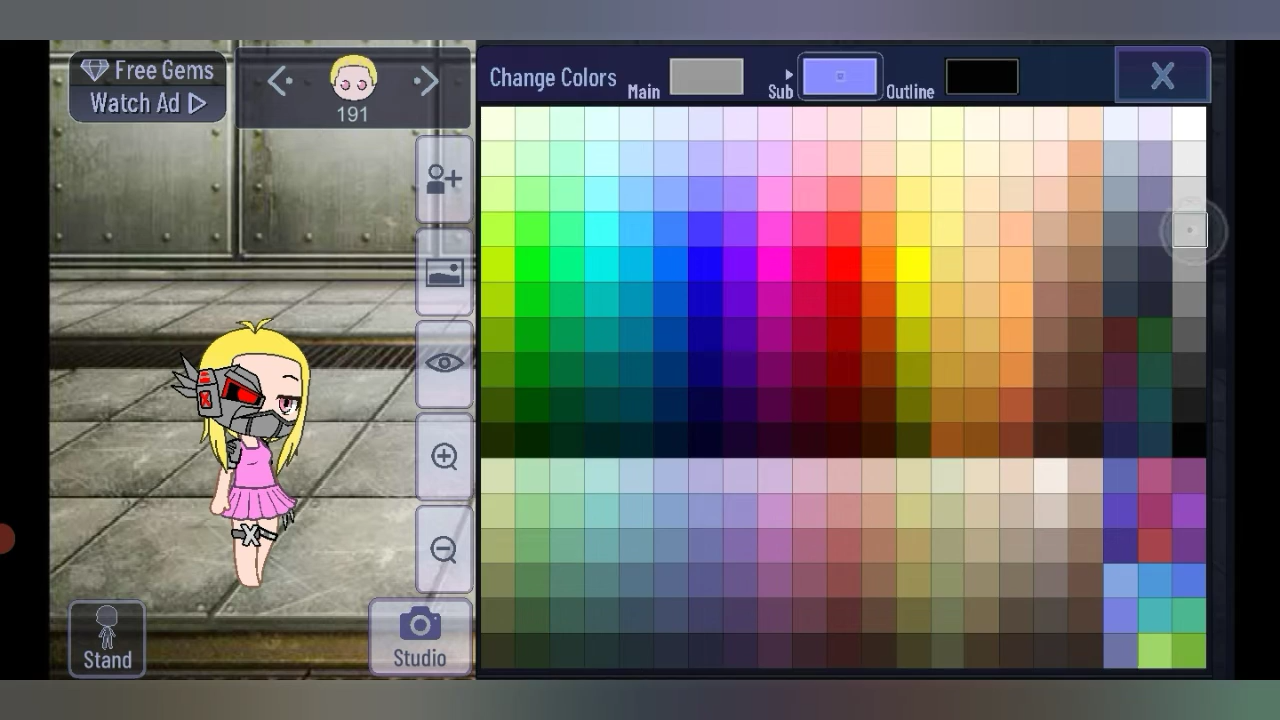 Free Gems
Watch Ad
191
Change Colors
Main
Sub
Outline
X
Stand
Studio